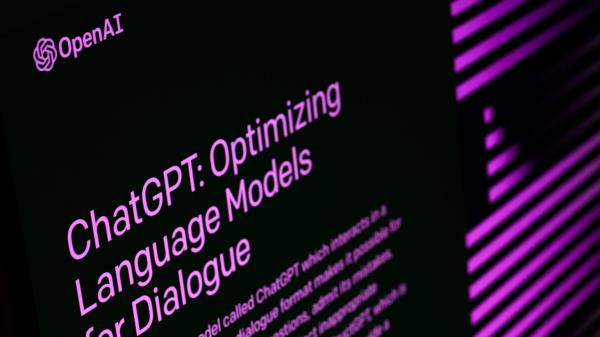 OpenAI
ChatGPT: Optimizing
Language Models
for Dialogue
model called ChatGPT which interacts in a
dialogue format makes it possible for
admit its mistakes,
inappropriate
which is